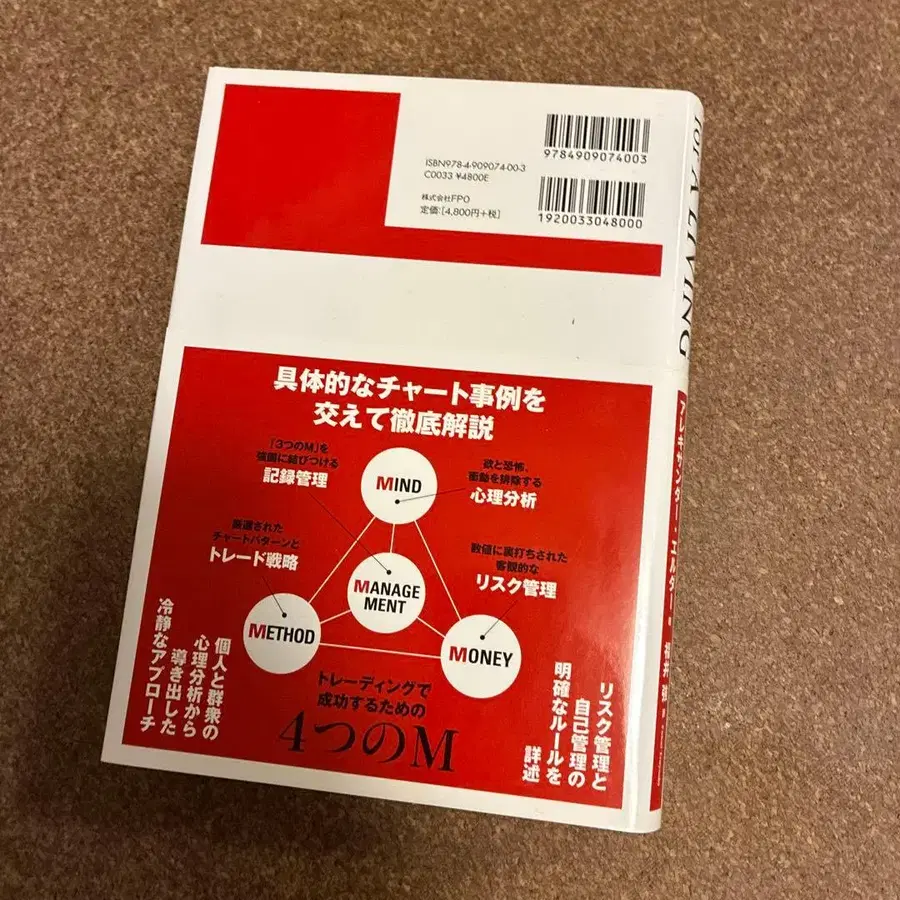 9784909074003
ISBN978-4-909074-00-3
C0033 ¥4800E
1920033048000
株式会社FPO
定価:[4,800円+税]
具体的なチャート事例を
交えて徹底解説
「3つのM」を
強固に結びつける
記録管理
MIND
欲と恐怖、
衝動を排除する
心理分析
厳選された
チャートパターンと
トレード戦略
MANAGE
MENT
数値に裏打ちされた
客観的な
リスク管理
METHOD
MONEY
トレーディングで
成功するための
4つのM
リスク管理と
自己管理の
明確なルールを
詳述
個人と群衆の
心理分析から
導き出した
冷静なアプローチ
for A LIVING
アレキサンダー・エルダー 著
福井 強 訳